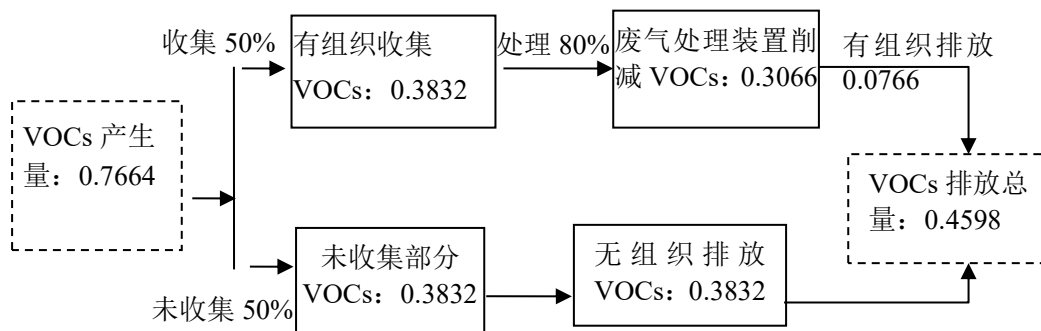 收集 50%
有组织收集
VOCs：0.3832
处理 80%
废气处理装置削
减 VOCs：0.3066
有组织排放
0.0766
VOCs 产生
量：0.7664
VOCs 排放总
量：0.4598
未收集 50%
未收集部分
VOCs：0.3832
无组织排放
VOCs：0.3832